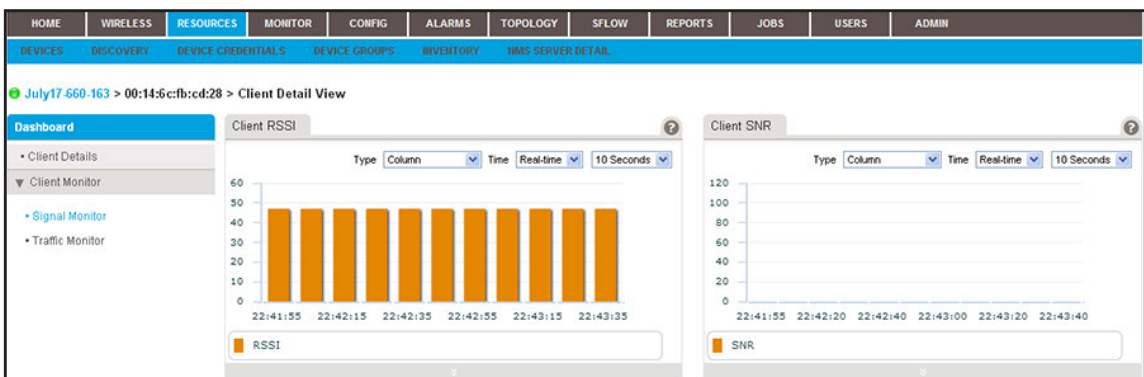 HOME WIRELESS RESOURCES MONITOR CONFIG ALARMS TOPOLOGY SFLOW REPORTS JOBS USERS ADMIN
DEVICES DISCOVERY DEVICE CREDENTIALS DEVICE GROUPS INVENTORY NMS SERVER DETAIL
July17-660-163 > 00:14:6c:fb:cd:28 > Client Detail View
Dashboard
• Client Details
▼ Client Monitor
• Signal Monitor
• Traffic Monitor
Client RSSI ?
Type Column Time Real-time 10 Seconds
60
50
40
30
20
10
0
22:41:55 22:42:15 22:42:35 22:42:55 22:43:15 22:43:35
RSSI
Client SNR ?
Type Column Time Real-time 10 Seconds
120
100
80
60
40
20
0
22:41:55 22:42:20 22:42:40 22:43:00 22:43:20 22:43:40
SNR